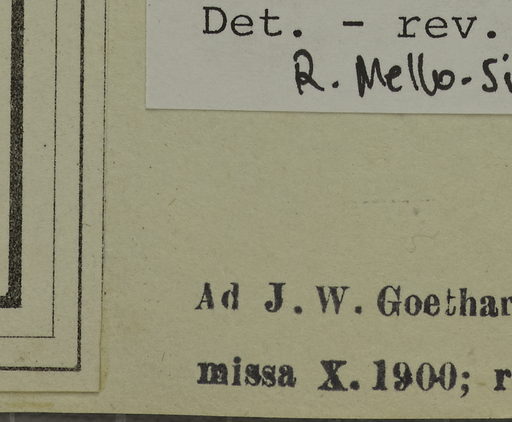 Det. - rev.
R. Mello-Si
Ad J. W. Goethar
missa X. 1900; r